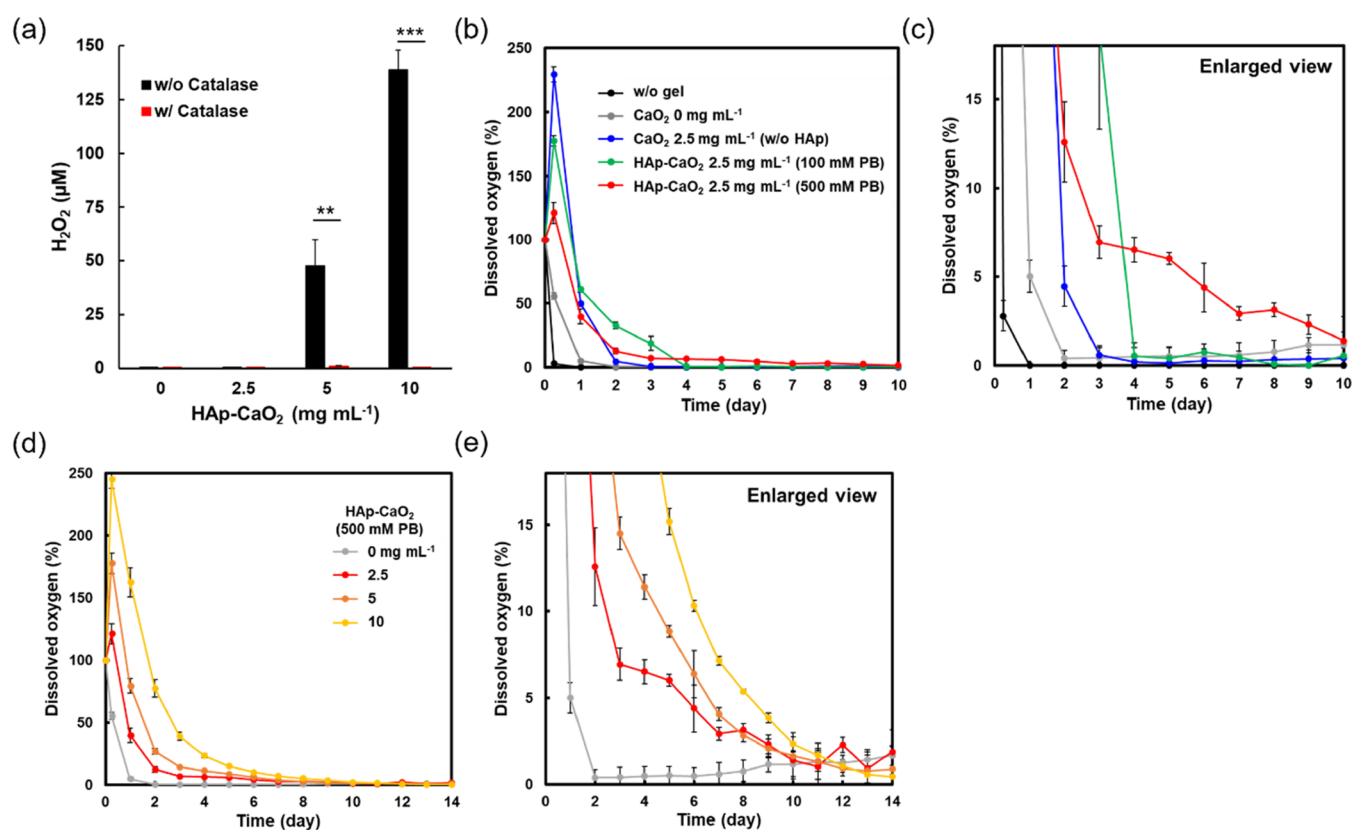 (a)
H₂O₂ (μM)
150
125
100
75
50
25
0
w/o Catalase
w/ Catalase
**
***
0 2.5 5 10
HAp-CaO₂ (mg mL⁻¹)
(b)
Dissolved oxygen (%)
250
200
150
100
50
0
w/o gel
CaO₂ 0 mg mL⁻¹
CaO₂ 2.5 mg mL⁻¹ (w/o HAp)
HAp-CaO₂ 2.5 mg mL⁻¹ (100 mM PB)
HAp-CaO₂ 2.5 mg mL⁻¹ (500 mM PB)
0 1 2 3 4 5 6 7 8 9 10
Time (day)
(c)
Enlarged view
Dissolved oxygen (%)
15
10
5
0
0 1 2 3 4 5 6 7 8 9 10
Time (day)
(d)
Dissolved oxygen (%)
250
200
150
100
50
0
HAp-CaO₂
(500 mM PB)
0 mg mL⁻¹
2.5
5
10
0 2 4 6 8 10 12 14
Time (day)
(e)
Enlarged view
Dissolved oxygen (%)
15
10
5
0
0 2 4 6 8 10 12 14
Time (day)